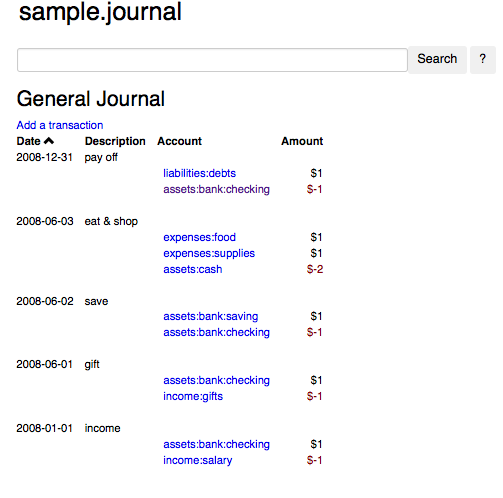 sample.journal
Search ?
General Journal
Add a transaction
Date Description Account Amount
2008-12-31 pay off
liabilities:debts $1
assets:bank:checking $-1
2008-06-03 eat & shop
expenses:food $1
expenses:supplies $1
assets:cash $-2
2008-06-02 save
assets:bank:saving $1
assets:bank:checking $-1
2008-06-01 gift
assets:bank:checking $1
income:gifts $-1
2008-01-01 income
assets:bank:checking $1
income:salary $-1